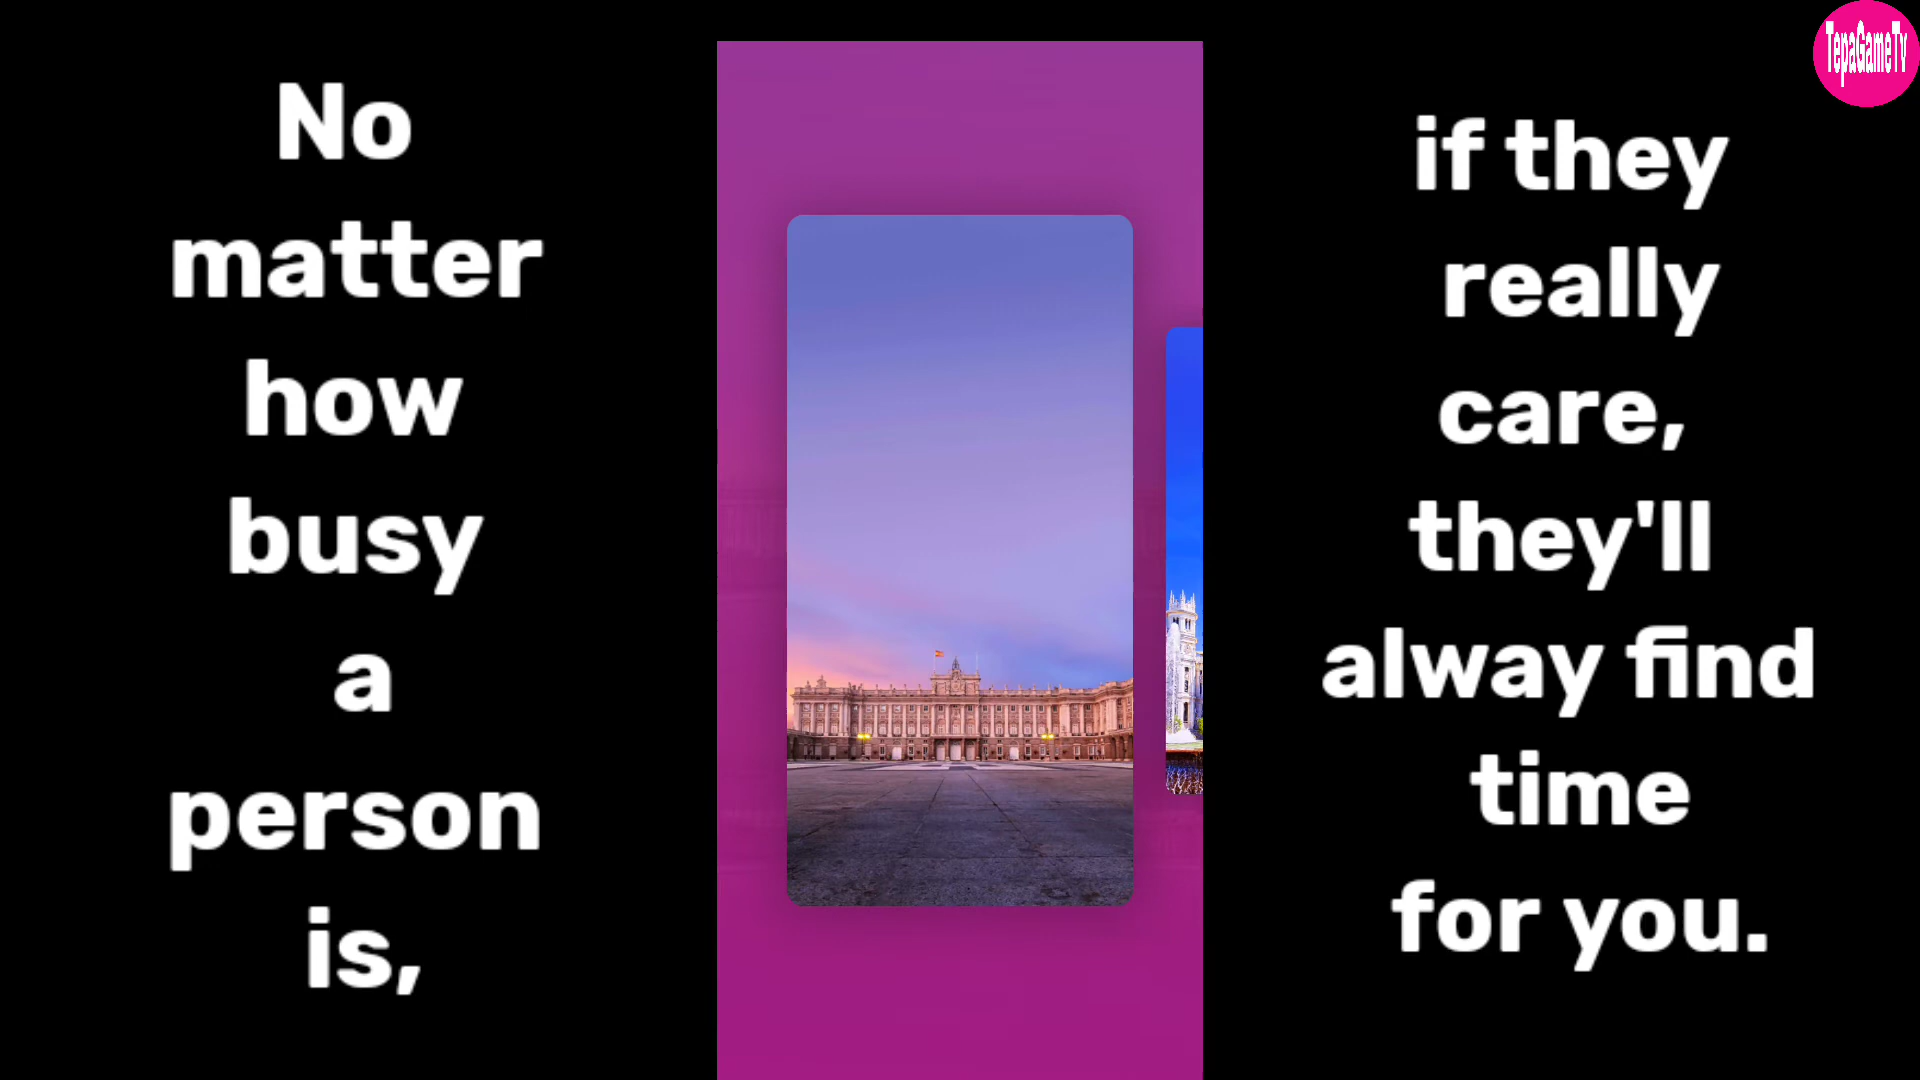 No
matter
how
busy
a
person
is,
if they
really
care,
they'll
alway find
time
for you.
TepaGameTv